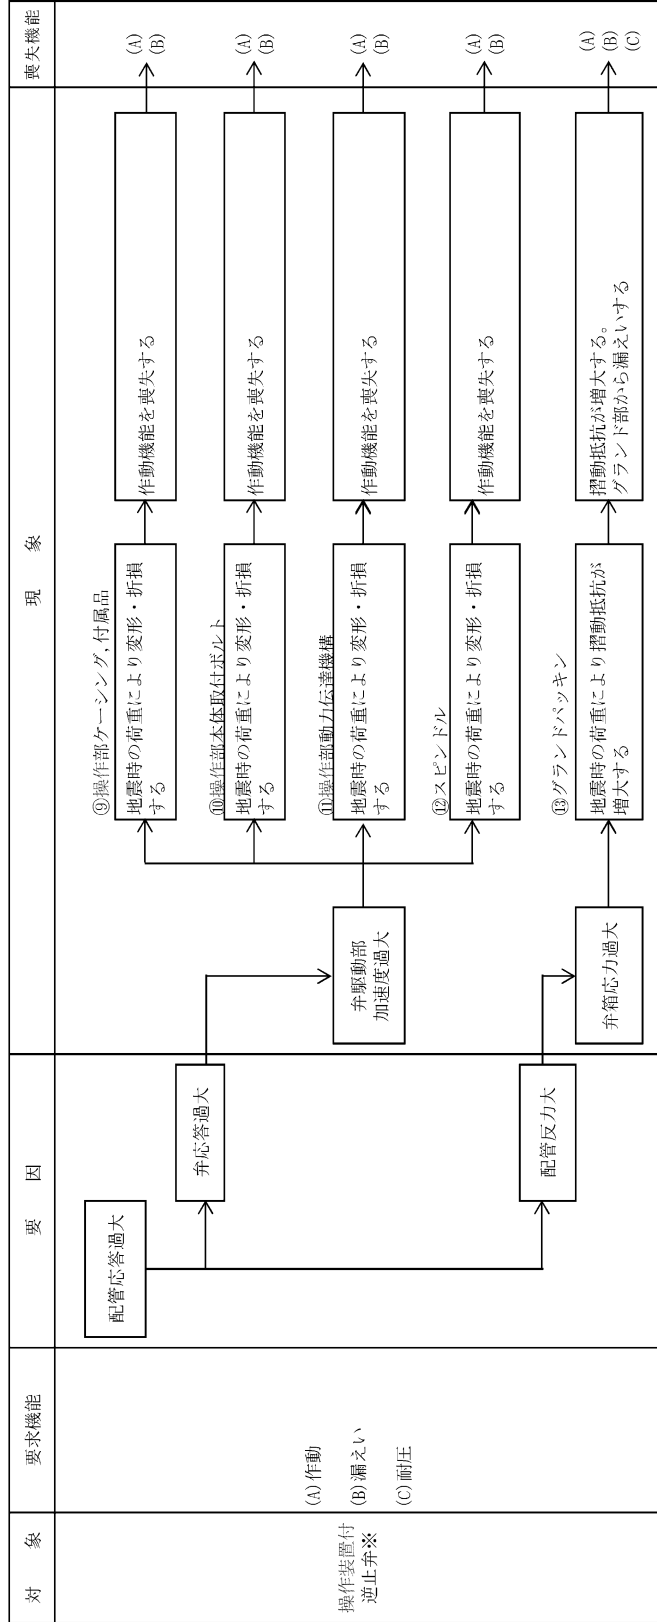 対　象
要求機能
要　因
現　象
喪失機能
操作装置付
逆止弁※
(A)作動
(B)漏えい
(C)耐圧
配管応答過大
弁応答過大
配管反力大
弁駆動部
加速度過大
弁箱応力過大
⑨操作部ケーシング,付属品
地震時の荷重により変形・折損
する
作動機能を喪失する
(A)
(B)
⑩操作部本体取付ボルト
地震時の荷重により変形・折損
する
作動機能を喪失する
(A)
(B)
⑪操作部動力伝達機構
地震時の荷重により変形・折損
する
作動機能を喪失する
(A)
(B)
⑫スピンドル
地震時の荷重により変形・折損
する
作動機能を喪失する
(A)
(B)
⑬グランドパッキン
地震時の荷重により摺動抵抗が
増大する
摺動抵抗が増大する。
グランド部から漏えいする
(A)
(B)
(C)